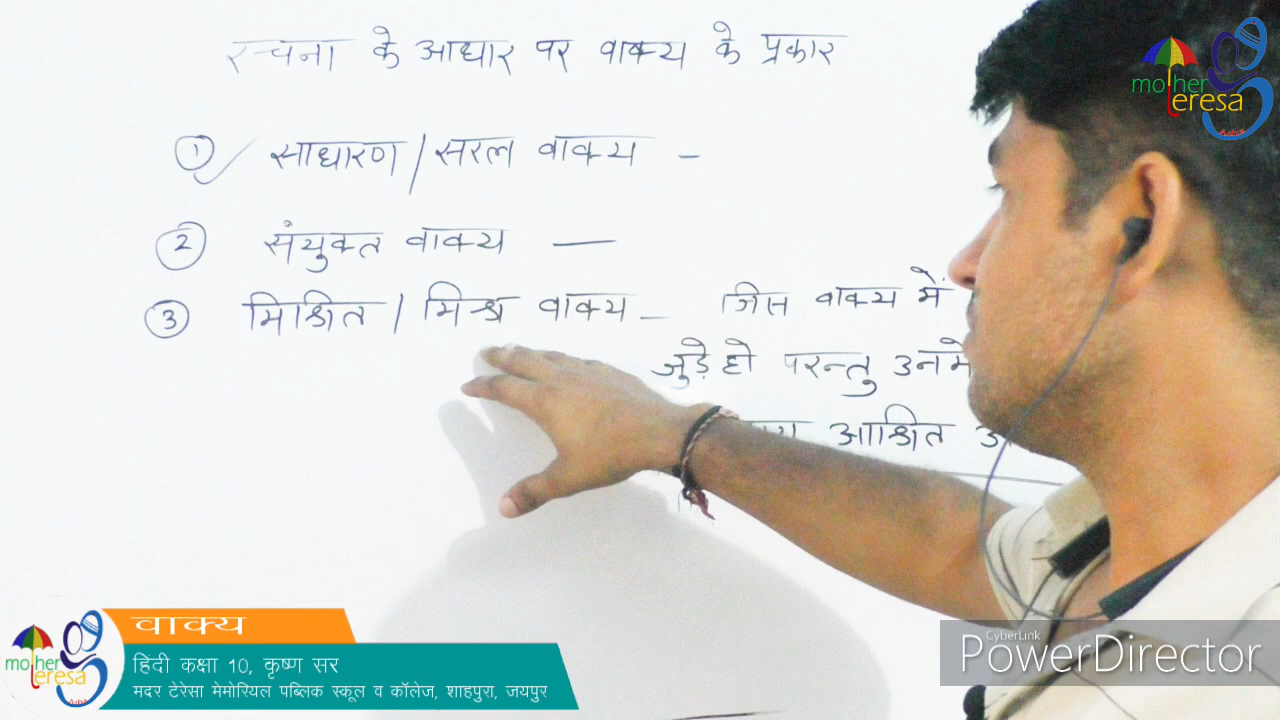 रचना के आधार पर वाक्य के प्रकार
1 साधारण / सरल वाक्य -
2 संयुक्त वाक्य —
3 मिश्रित / मिश्र वाक्य - जिस वाक्य में
जुड़े हो परन्तु उनमे
आश्रित
mother
teresa
वाक्य
हिंदी कक्षा 10, कृष्ण सर
मदर टेरेसा मेमोरियल पब्लिक स्कूल व कॉलेज, शाहपुरा, जयपुर
mother
teresa
CyberLink
PowerDirector